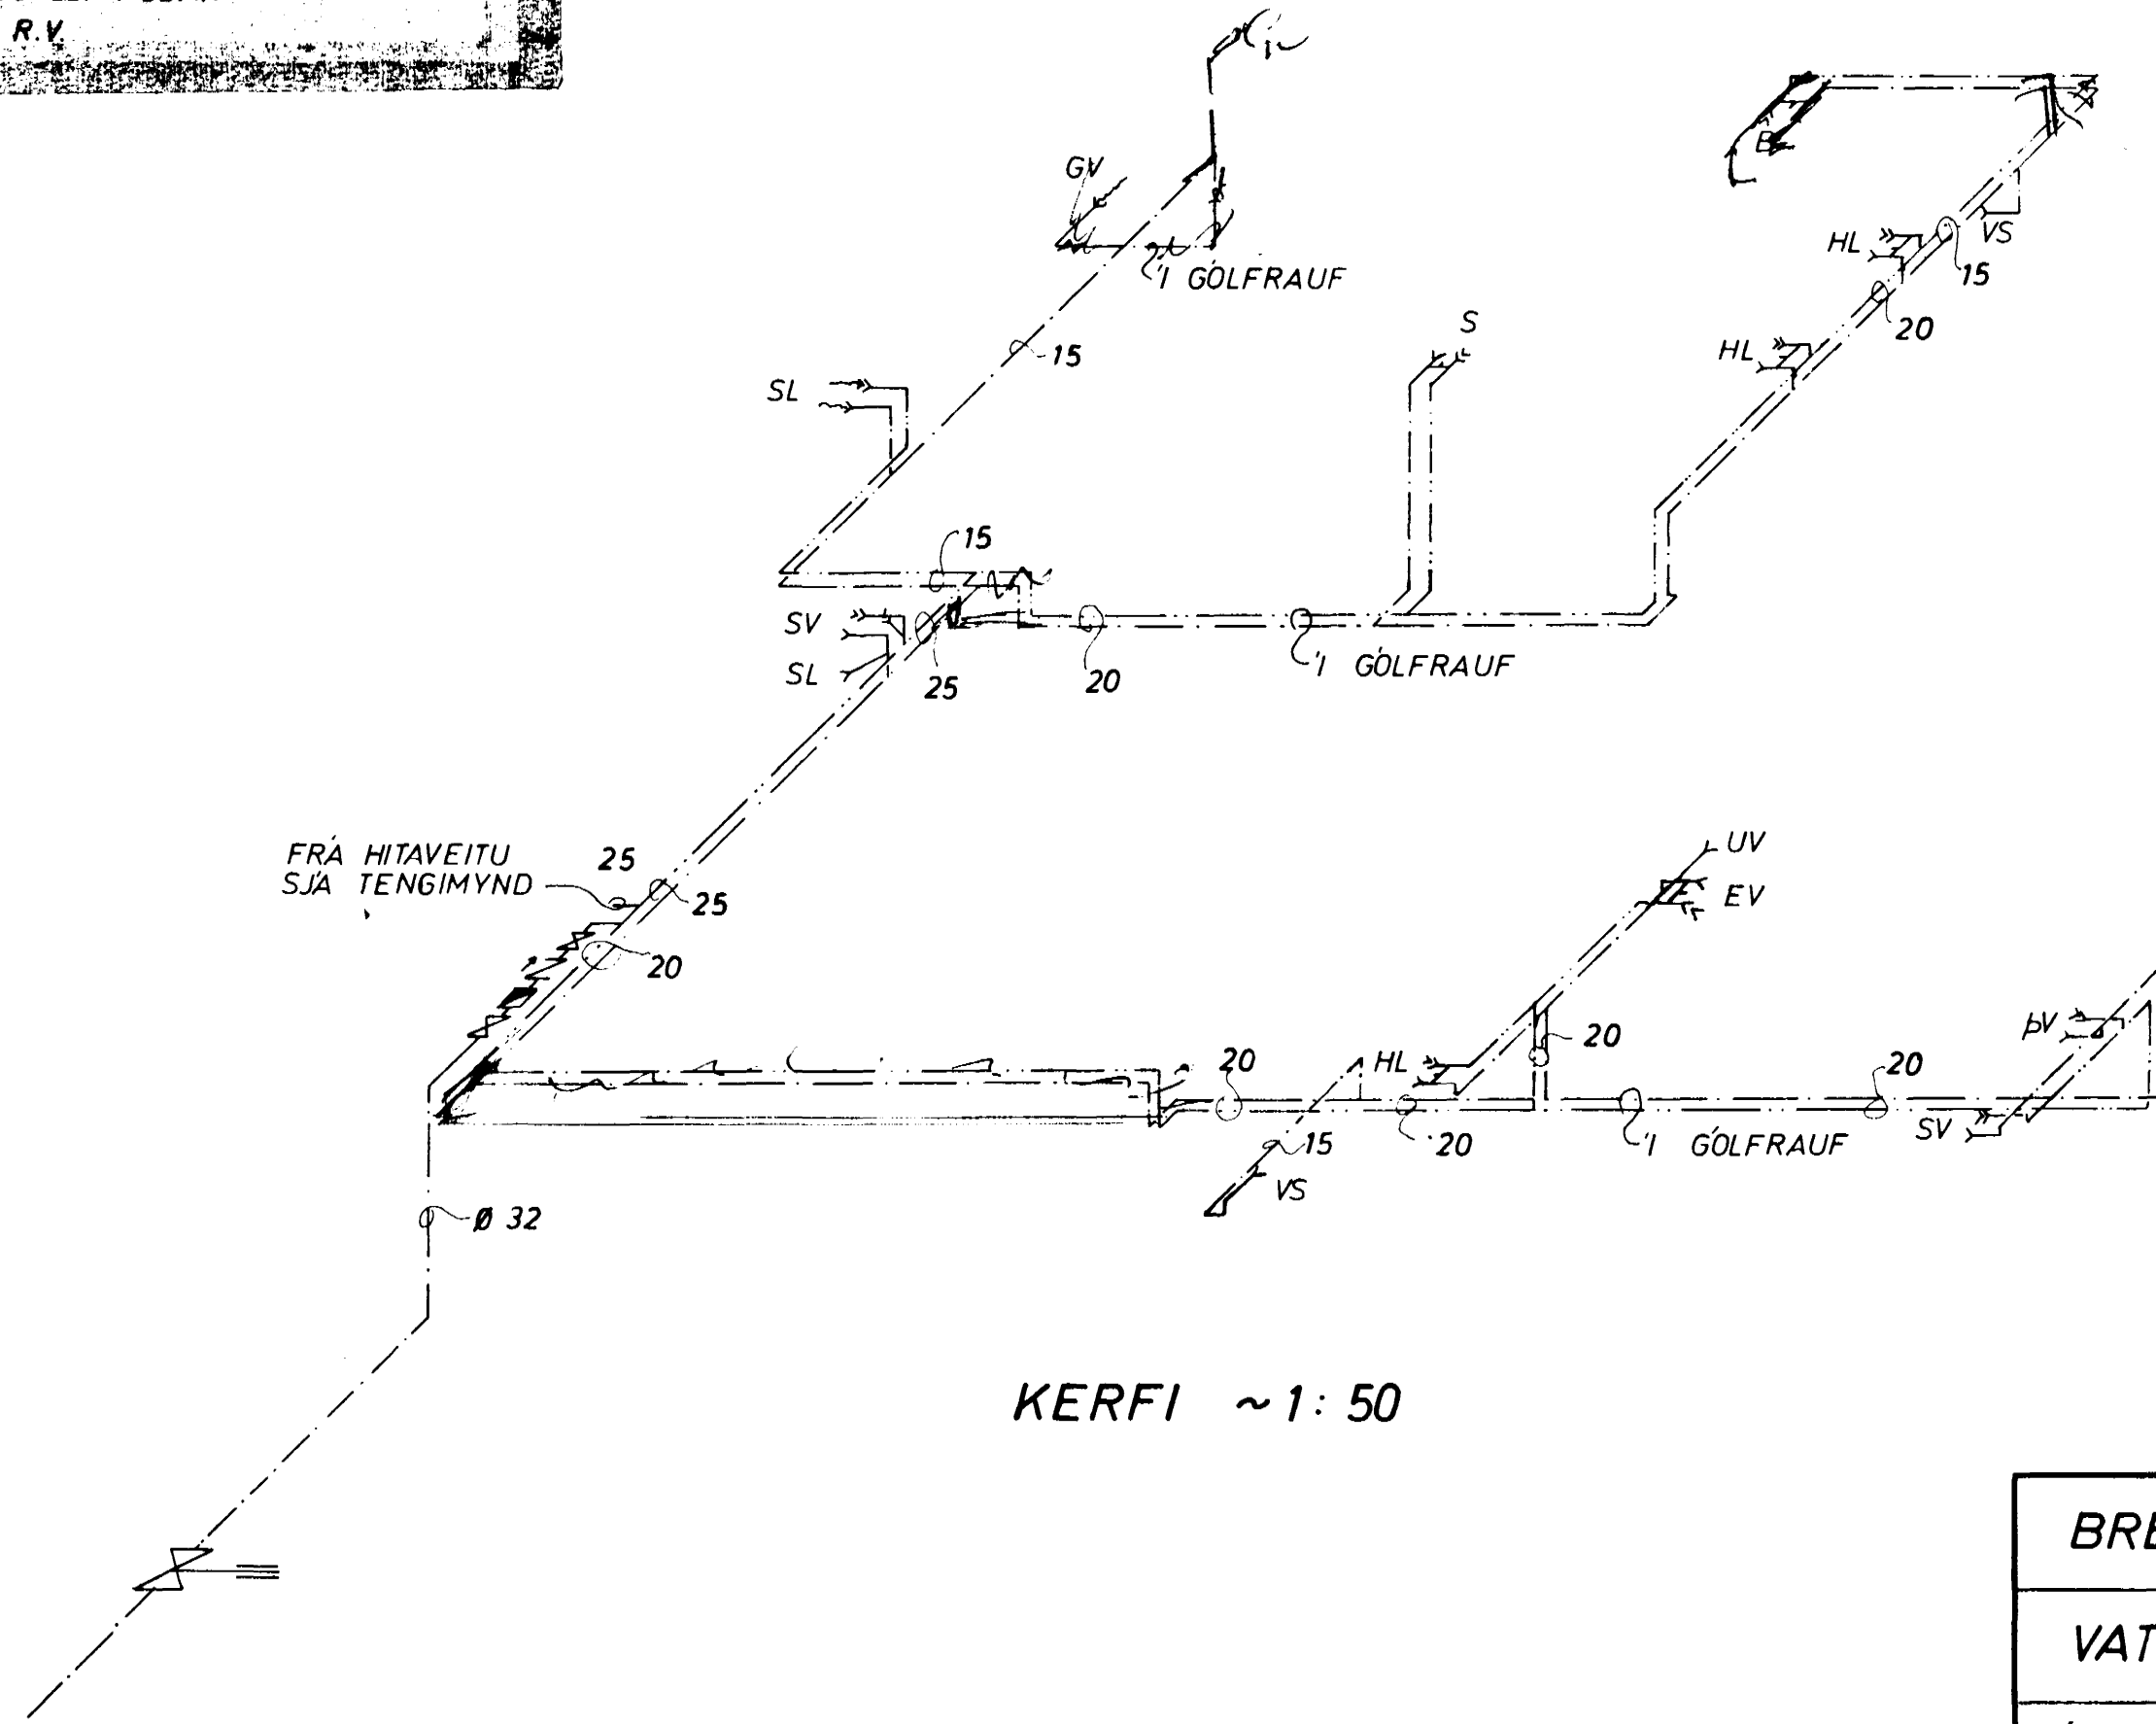 R.V.
GV
'I GÓLFRAUF
B
VS
HL
15
20
HL
S
15
SL
15
SV
SL
25
20
'I GÓLFRAUF
FRÁ HITAVEITU
SJÁ TENGIMYND
25
25
20
UV
EV
20
HL
20
20
ÞV
20
SV
'I GÓLFRAUF
15
VS
Ø 32
KERFI ~1:50
BRE
VAT